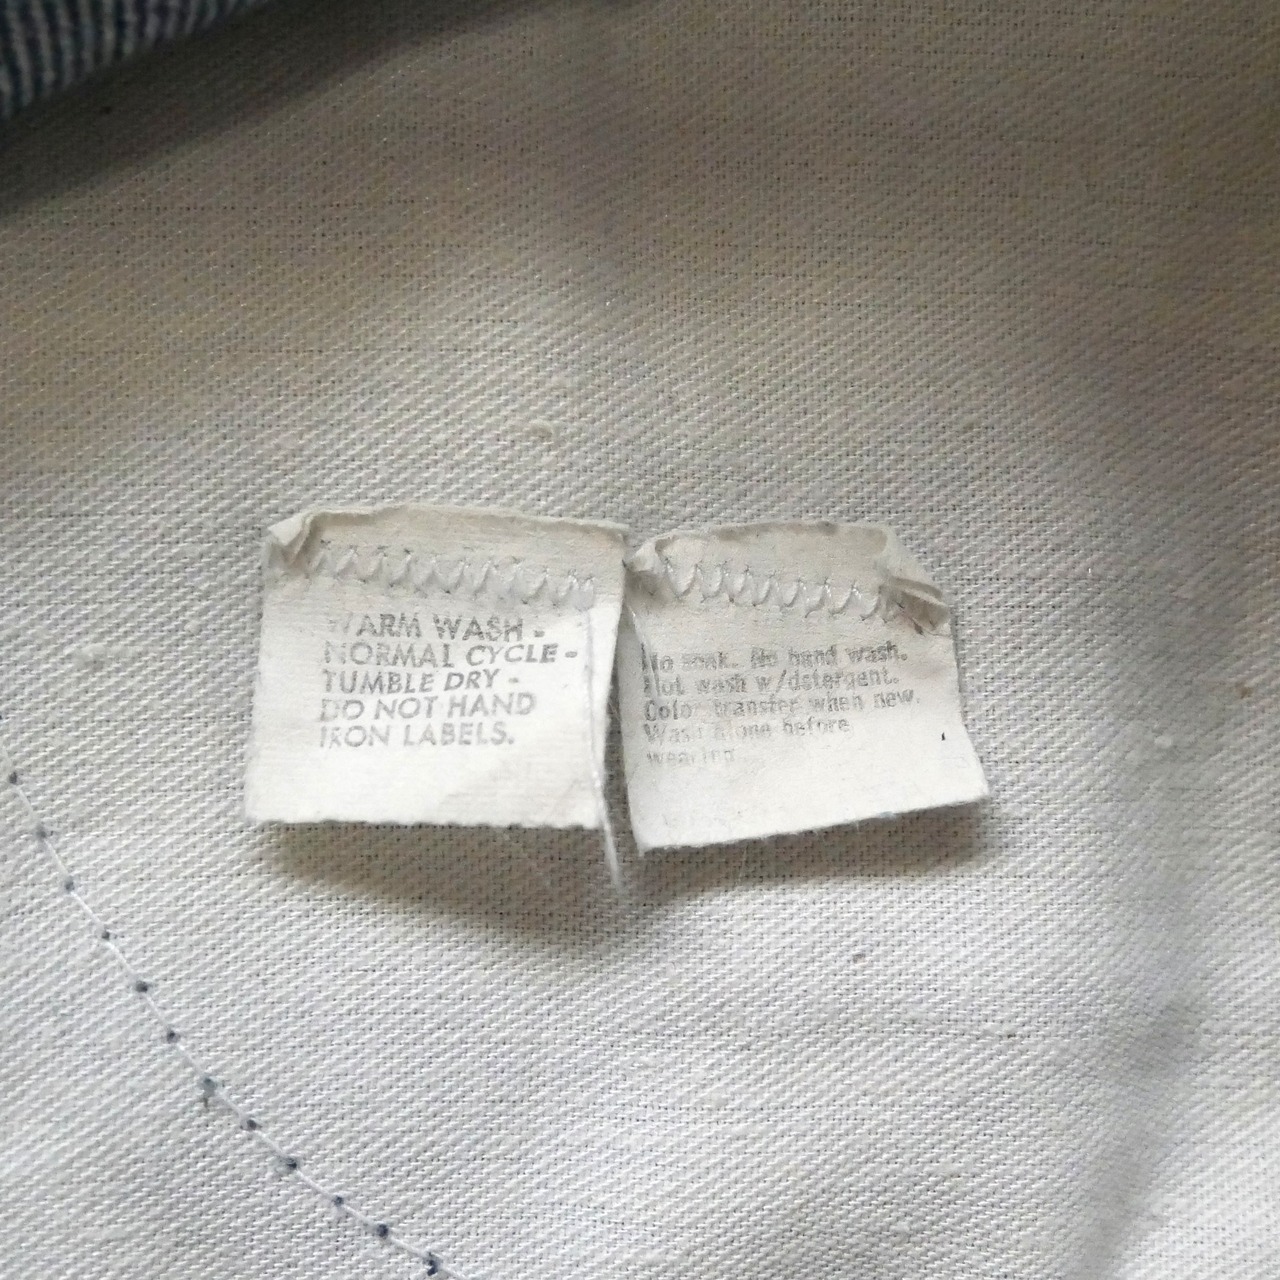 WARM WASH -
NORMAL CYCLE -
TUMBLE DRY -
DO NOT HAND
IRON LABELS.
No soak. No hand wash.
Hot wash w/detergent.
Color transfer when new.
Wash alone before
wearing